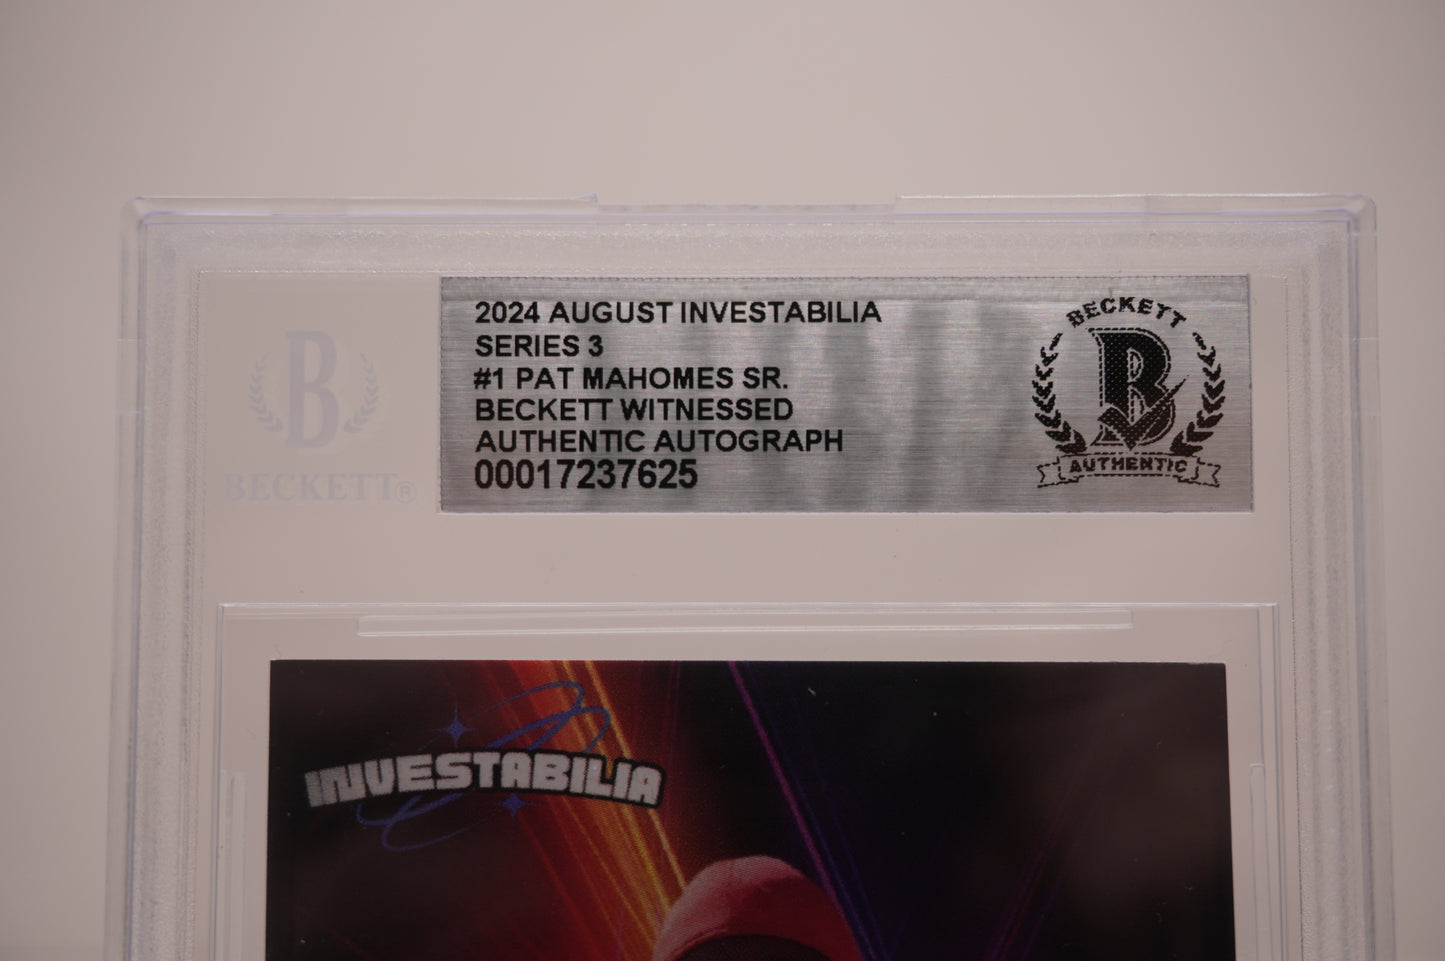 2024 AUGUST INVESTABILIA
SERIES 3
#1 PAT MAHOMES SR.
BECKETT WITNESSED
AUTHENTIC AUTOGRAPH
00017237625
BECKETT
B
AUTHENTIC
B
BECKETT®
INVESTABILIA